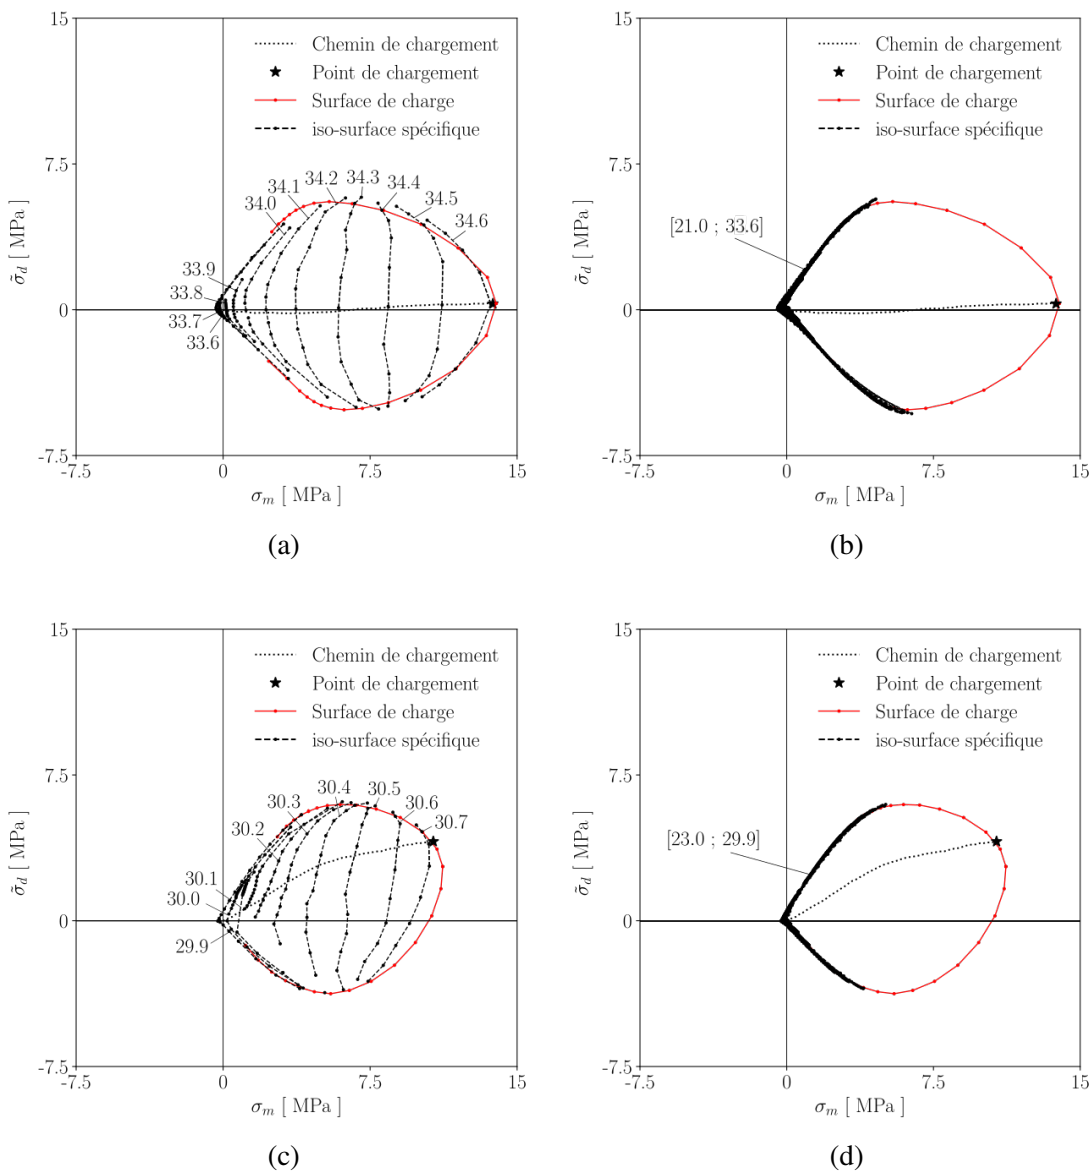 15
Chemin de chargement
Point de chargement
Surface de charge
iso-surface spécifique
7.5
34.0
34.1
34.2
34.3
34.4
34.5
34.6
33.9
33.8
33.7
33.6
0
-7.5
-7.5
0
7.5
15
σ̃d [ MPa ]
σm [ MPa ]
(a)
15
Chemin de chargement
Point de chargement
Surface de charge
iso-surface spécifique
7.5
[21.0 ; 33.6]
0
-7.5
-7.5
0
7.5
15
σ̃d [ MPa ]
σm [ MPa ]
(b)
15
Chemin de chargement
Point de chargement
Surface de charge
iso-surface spécifique
7.5
30.4
30.5
30.3
30.6
30.7
30.2
30.1
30.0
29.9
0
-7.5
-7.5
0
7.5
15
σ̃d [ MPa ]
σm [ MPa ]
(c)
15
Chemin de chargement
Point de chargement
Surface de charge
iso-surface spécifique
7.5
[23.0 ; 29.9]
0
-7.5
-7.5
0
7.5
15
σ̃d [ MPa ]
σm [ MPa ]
(d)